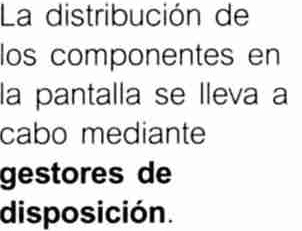 La distribución de
los componentes en
la pantalla se lleva a
cabo mediante
gestores de
disposición.